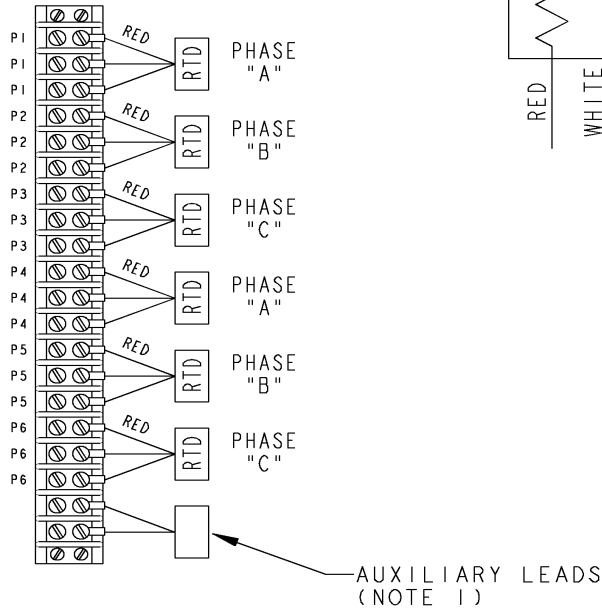 P1 RED RTD PHASE
P1 "A"
P1
P2 RED RTD PHASE
P2 "B"
P2
P3 RED RTD PHASE
P3 "C"
P3
P4 RED RTD PHASE
P4 "A"
P4
P5 RED RTD PHASE
P5 "B"
P5
P6 RED RTD PHASE
P6 "C"
P6
AUXILIARY LEADS
(NOTE 1)
RED
WHITE